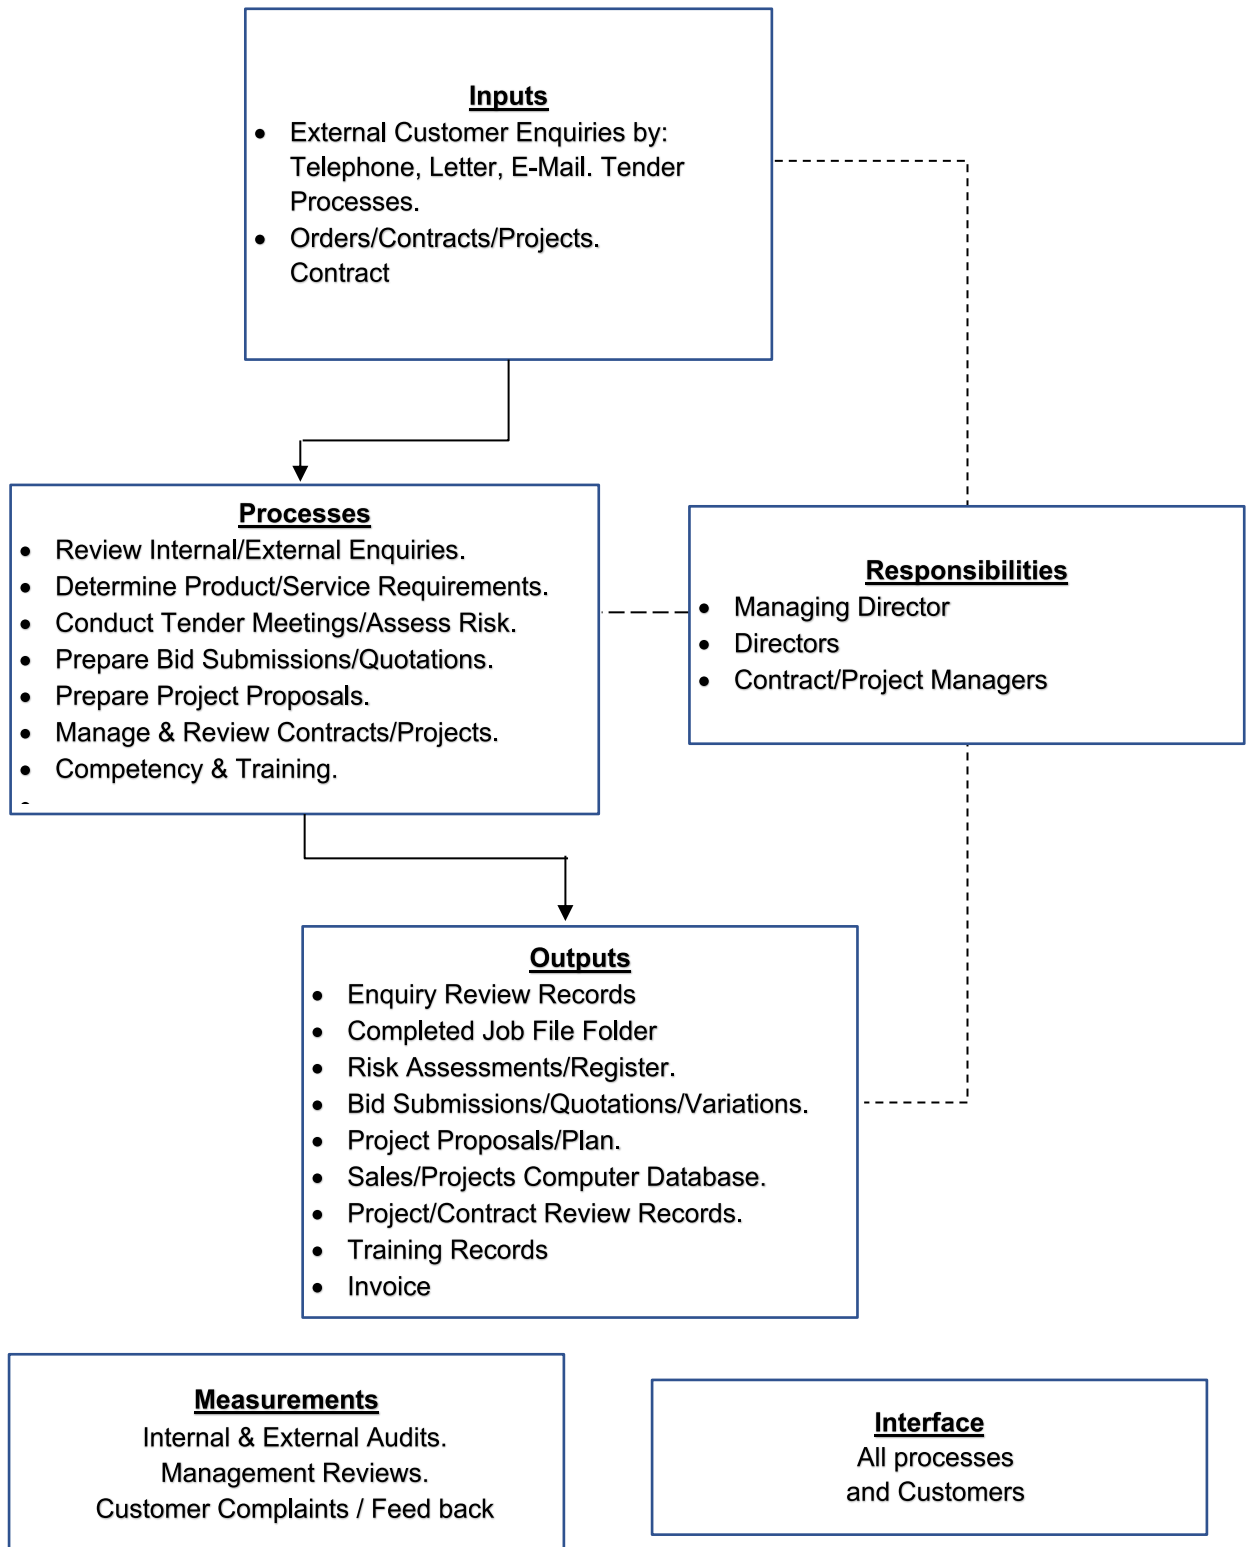 Inputs
• External Customer Enquiries by:
Telephone, Letter, E-Mail. Tender
Processes.
• Orders/Contracts/Projects.
Contract
Processes
• Review Internal/External Enquiries.
• Determine Product/Service Requirements.
• Conduct Tender Meetings/Assess Risk.
• Prepare Bid Submissions/Quotations.
• Prepare Project Proposals.
• Manage & Review Contracts/Projects.
• Competency & Training.
•
Responsibilities
• Managing Director
• Directors
• Contract/Project Managers
Outputs
• Enquiry Review Records
• Completed Job File Folder
• Risk Assessments/Register.
• Bid Submissions/Quotations/Variations.
• Project Proposals/Plan.
• Sales/Projects Computer Database.
• Project/Contract Review Records.
• Training Records
• Invoice
Measurements
Internal & External Audits.
Management Reviews.
Customer Complaints / Feed back
Interface
All processes
and Customers